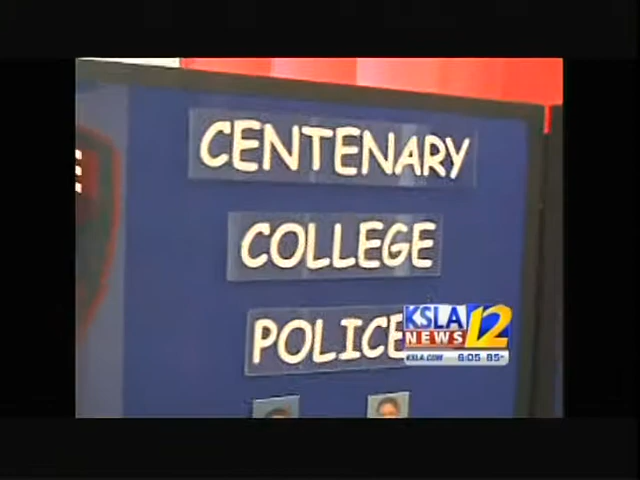 CENTENARY
COLLEGE
POLICE
KSLA 12
NEWS
KSLA.COM 6:05 85°
E